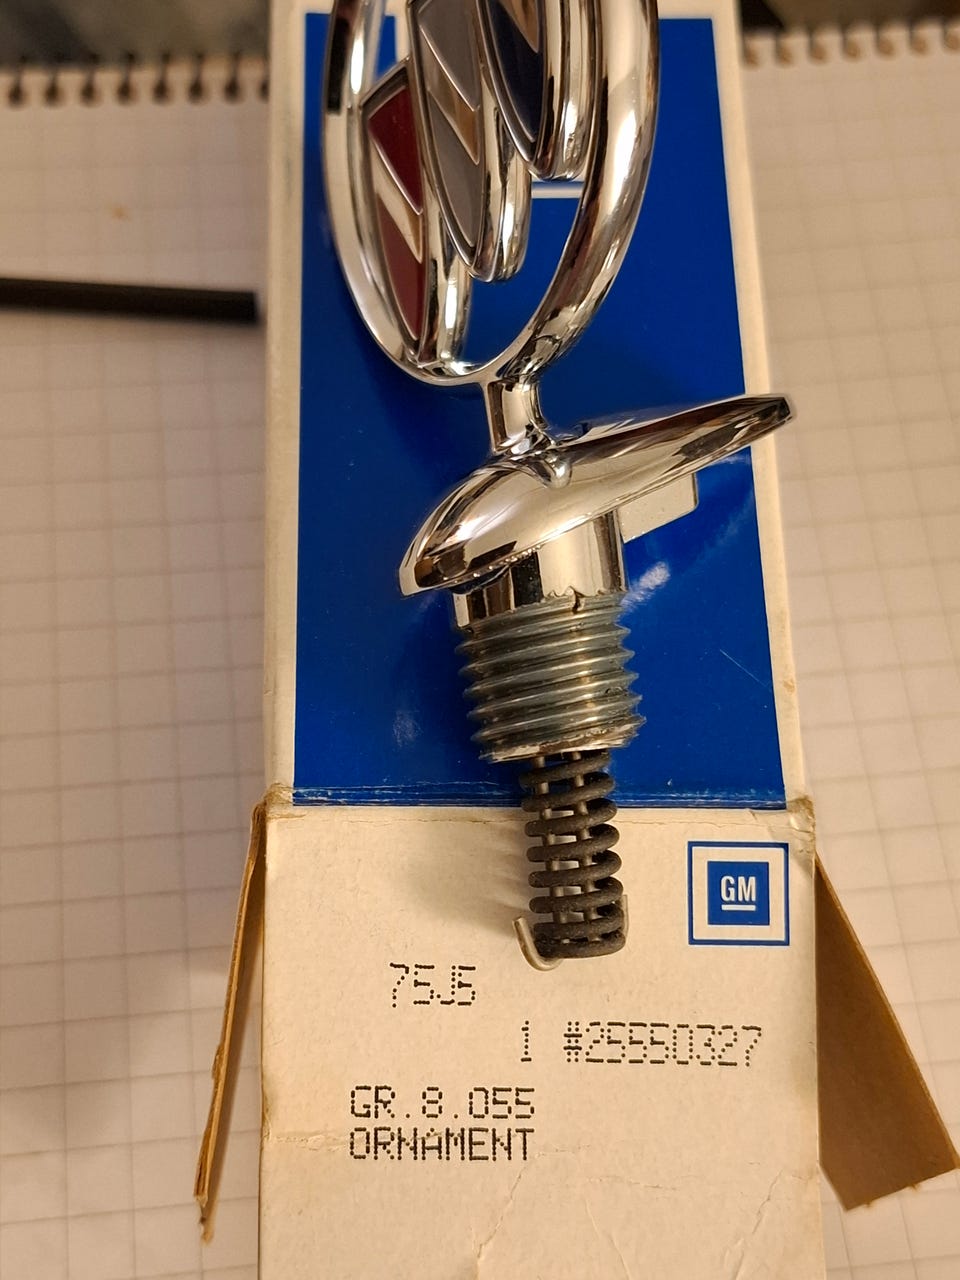 GM
75J5
1 #25550327
GR.8.055
ORNAMENT